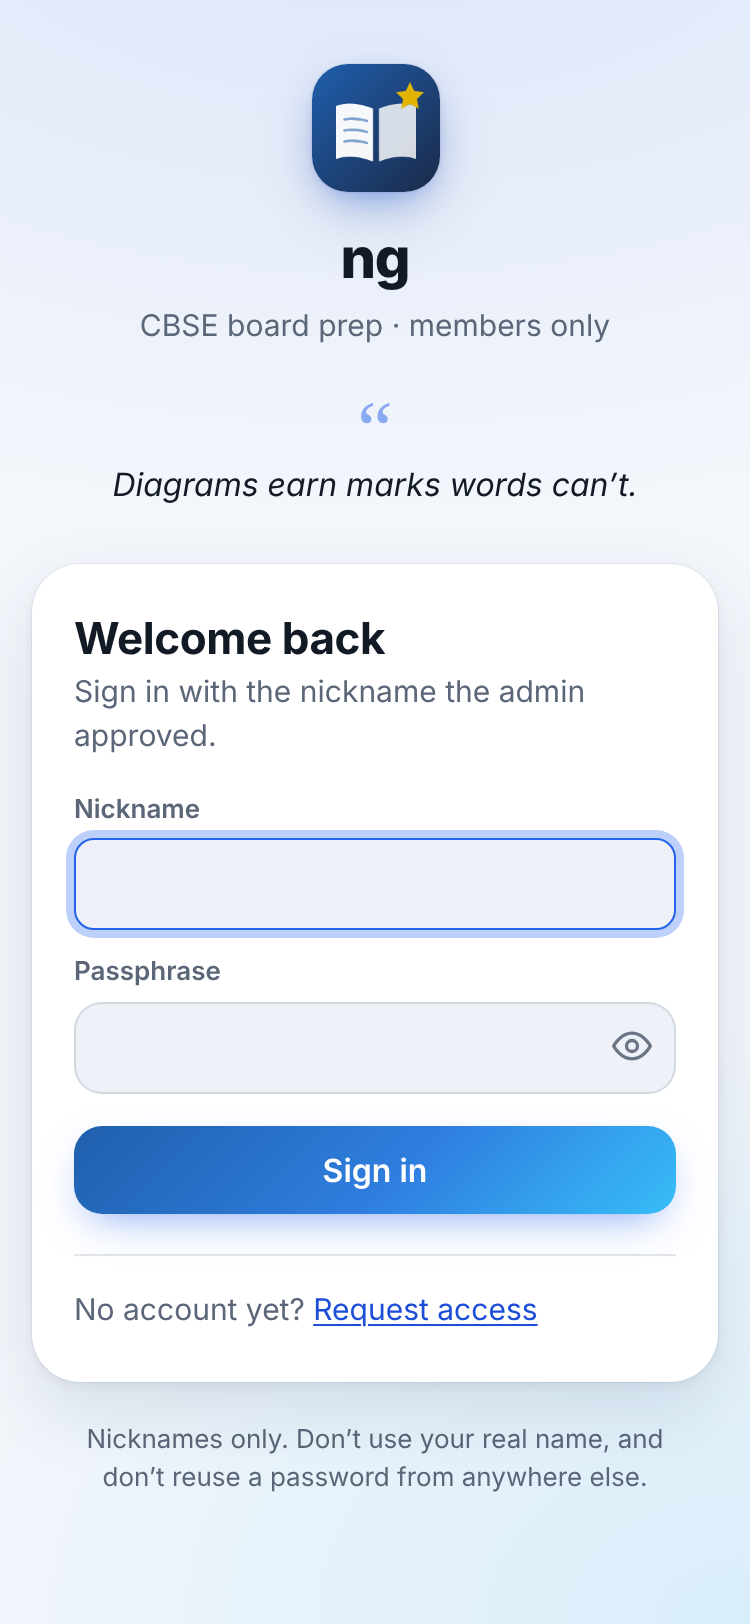 ng
CBSE board prep · members only
“
Diagrams earn marks words can’t.
Welcome back
Sign in with the nickname the admin
approved.
Nickname
Passphrase
Sign in
No account yet? Request access
Nicknames only. Don’t use your real name, and
don’t reuse a password from anywhere else.